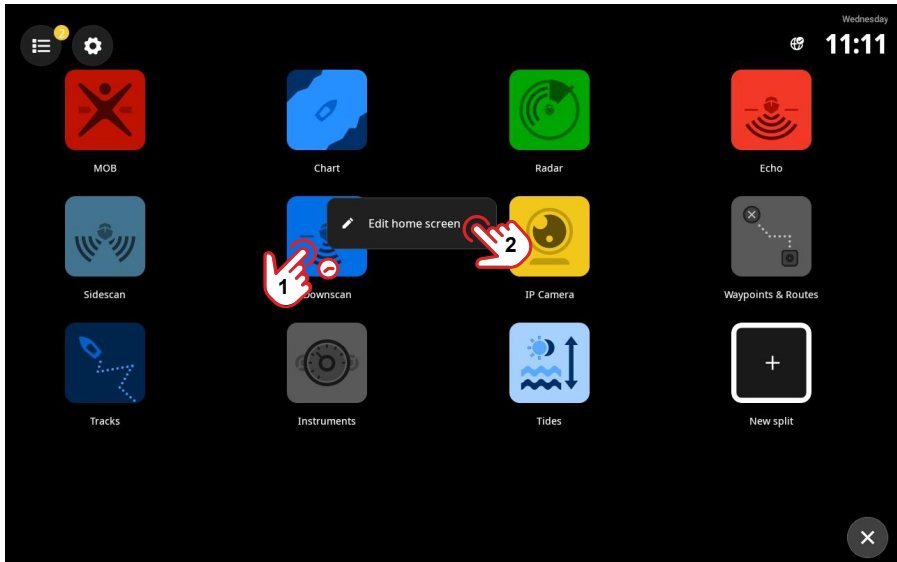 Wednesday
2
11:11
MOB
Chart
Radar
Echo
Edit home screen
2
1
Sidescan
Downscan
IP Camera
Waypoints & Routes
Tracks
Instruments
Tides
New split